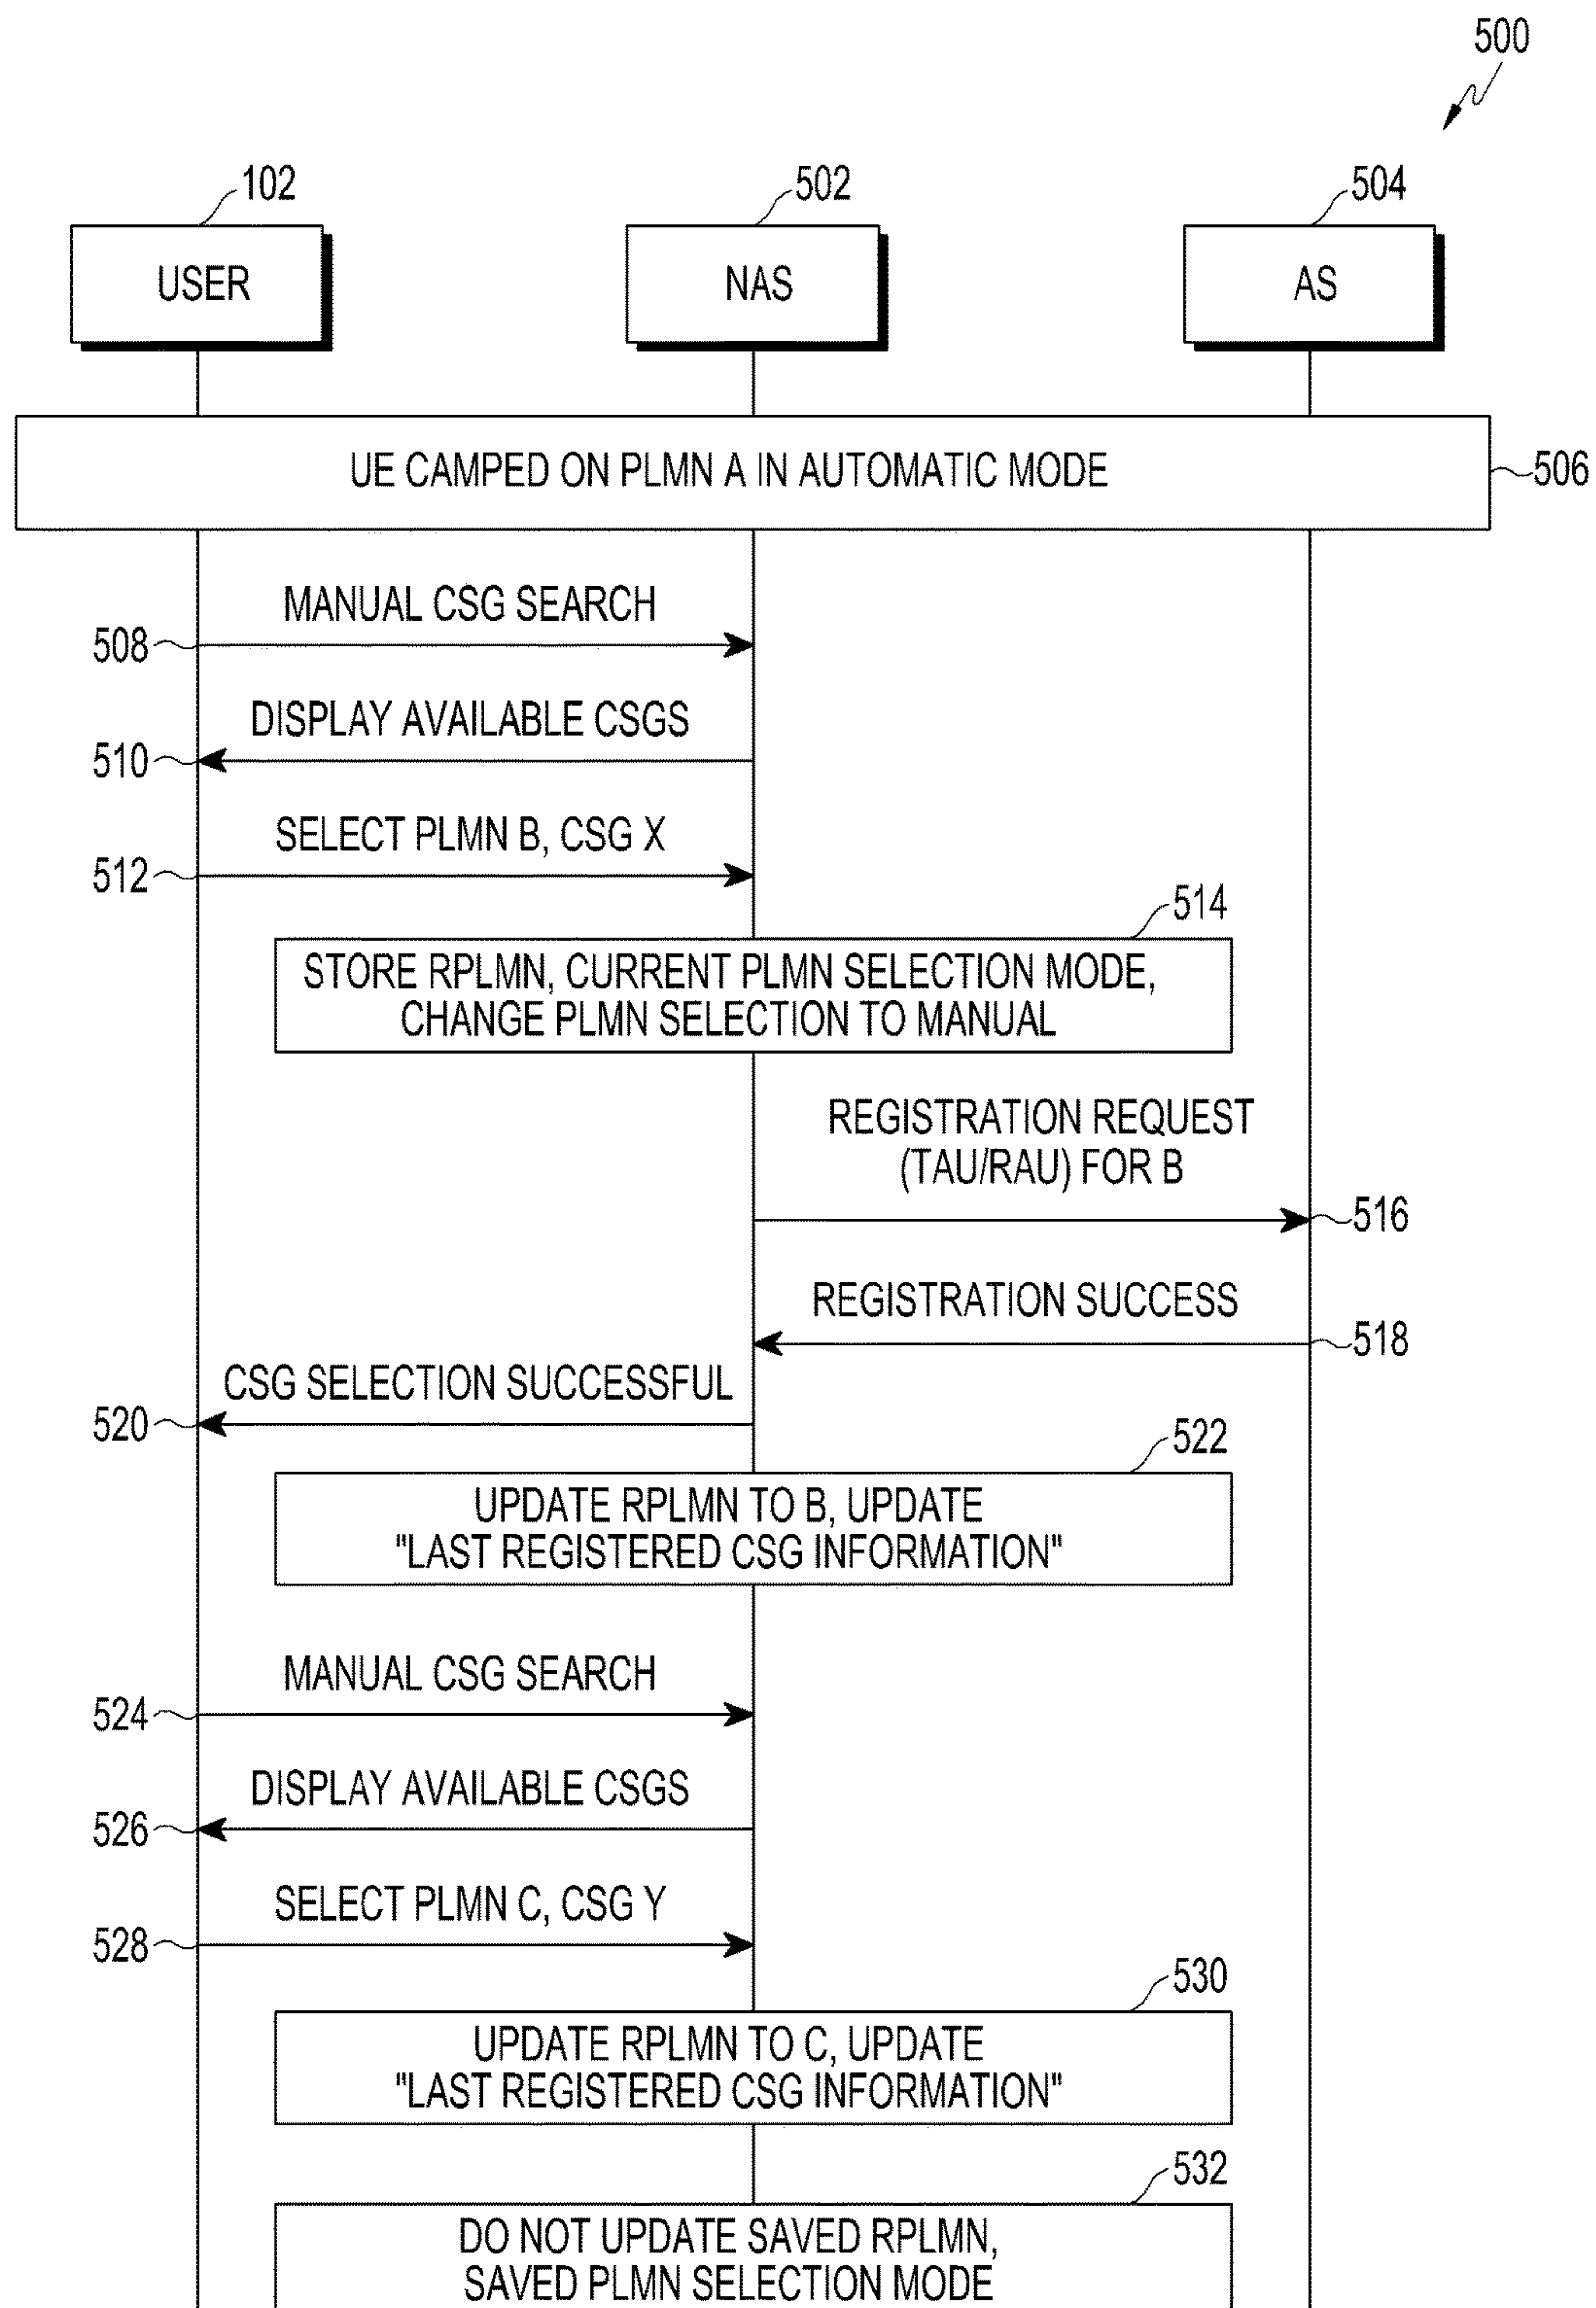 500
102
502
504
USER
NAS
AS
UE CAMPED ON PLMN A IN AUTOMATIC MODE
506
MANUAL CSG SEARCH
508
DISPLAY AVAILABLE CSGS
510
SELECT PLMN B, CSG X
512
514
STORE RPLMN, CURRENT PLMN SELECTION MODE,
CHANGE PLMN SELECTION TO MANUAL
REGISTRATION REQUEST
(TAU/RAU) FOR B
516
REGISTRATION SUCCESS
518
CSG SELECTION SUCCESSFUL
520
522
UPDATE RPLMN TO B, UPDATE
"LAST REGISTERED CSG INFORMATION"
MANUAL CSG SEARCH
524
DISPLAY AVAILABLE CSGS
526
SELECT PLMN C, CSG Y
528
530
UPDATE RPLMN TO C, UPDATE
"LAST REGISTERED CSG INFORMATION"
532
DO NOT UPDATE SAVED RPLMN,
SAVED PLMN SELECTION MODE